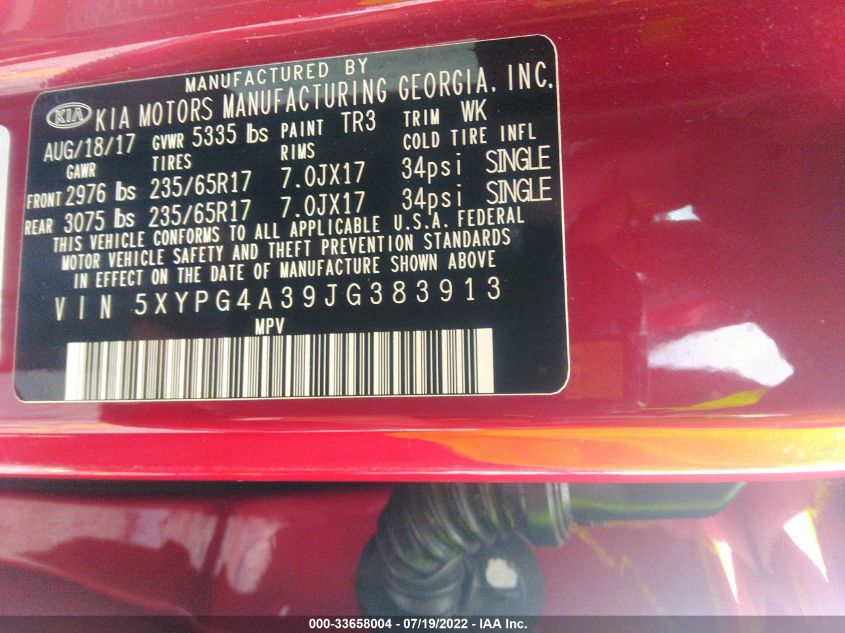 MANUFACTURED BY
KIA KIA MOTORS MANUFACTURING GEORGIA, INC.
AUG/18/17 GVWR 5335 lbs PAINT TR3 TRIM WK
GAWR TIRES RIMS COLD TIRE INFL
FRONT 2976 lbs 235/65R17 7.0JX17 34psi SINGLE
REAR 3075 lbs 235/65R17 7.0JX17 34psi SINGLE
THIS VEHICLE CONFORMS TO ALL APPLICABLE U.S.A. FEDERAL
MOTOR VEHICLE SAFETY AND THEFT PREVENTION STANDARDS
IN EFFECT ON THE DATE OF MANUFACTURE SHOWN ABOVE
VIN 5XYPG4A39JG383913
MPV
000-33658004 - 07/19/2022 - IAA Inc.